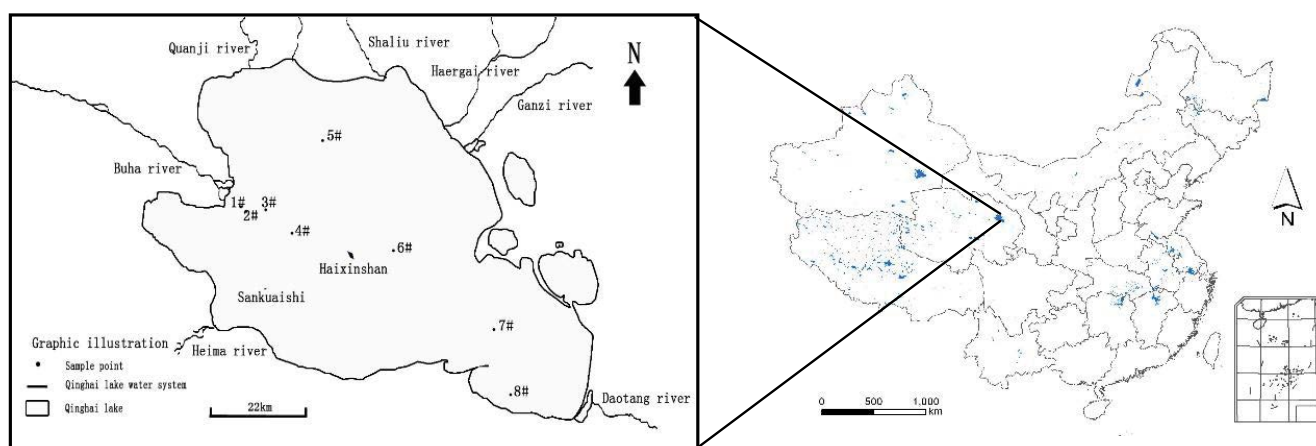 Quanji river
Shaliu river
Haergai river
Ganzi river
N
5#
Buha river
1#
3#
2#
4#
6#
Haixinshan
Sankuaishi
7#
Graphic illustration
Sample point
Qinghai lake water system
Qinghai lake
Heima river
8#
Daotang river
22km
N
0 500 1,000
km